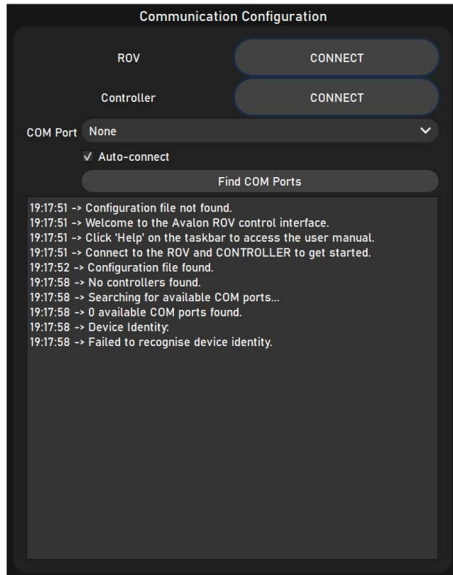 Communication Configuration
ROV CONNECT
Controller CONNECT
COM Port None
Auto-connect
Find COM Ports
19:17:51 -> Configuration file not found.
19:17:51 -> Welcome to the Avalon ROV control interface.
19:17:51 -> Click 'Help' on the taskbar to access the user manual.
19:17:51 -> Connect to the ROV and CONTROLLER to get started.
19:17:52 -> Configuration file found.
19:17:58 -> No controllers found.
19:17:58 -> Searching for available COM ports...
19:17:58 -> 0 available COM ports found.
19:17:58 -> Device Identity:
19:17:58 -> Failed to recognise device identity.